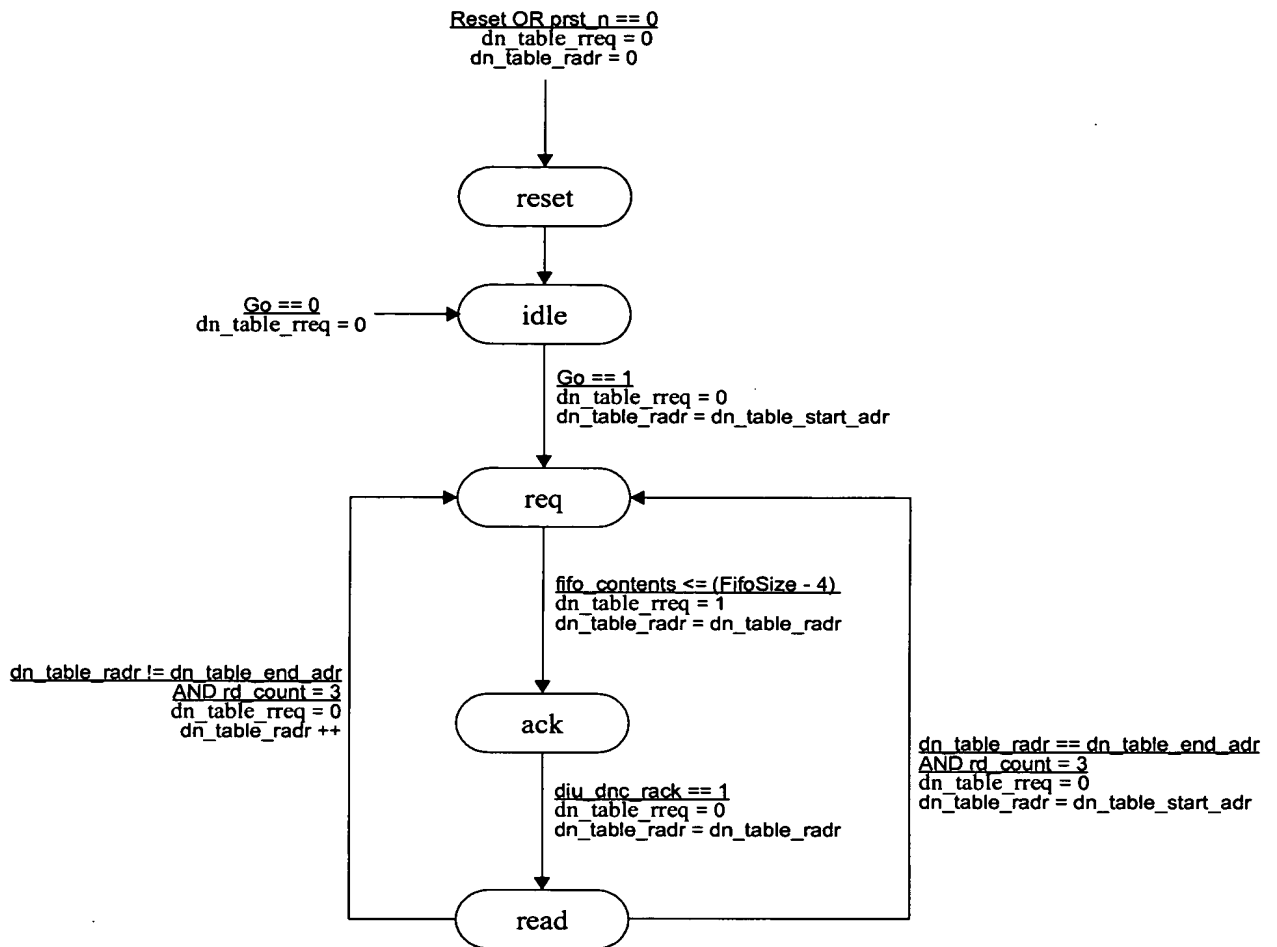 Reset OR prst_n == 0
dn_table_rreq = 0
dn_table_radr = 0
reset
idle
Go == 0
dn_table_rreq = 0
Go == 1
dn_table_rreq = 0
dn_table_radr = dn_table_start_adr
req
fifo_contents <= (FifoSize - 4)
dn_table_rreq = 1
dn_table_radr = dn_table_radr
dn_table_radr != dn_table_end_adr
AND rd_count = 3
dn_table_rreq = 0
dn_table_radr ++
ack
dn_table_radr == dn_table_end_adr
AND rd_count = 3
dn_table_rreq = 0
dn_table_radr = dn_table_start_adr
diu_dnc_rack == 1
dn_table_rreq = 0
dn_table_radr = dn_table_radr
read